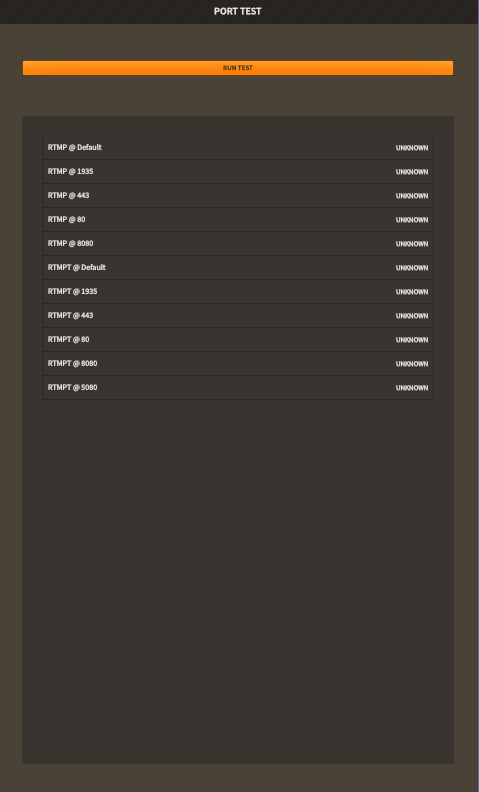 PORT TEST
RUN TEST
RTMP @ Default UNKNOWN
RTMP @ 1935 UNKNOWN
RTMP @ 443 UNKNOWN
RTMP @ 80 UNKNOWN
RTMP @ 8080 UNKNOWN
RTMPT @ Default UNKNOWN
RTMPT @ 1935 UNKNOWN
RTMPT @ 443 UNKNOWN
RTMPT @ 80 UNKNOWN
RTMPT @ 8080 UNKNOWN
RTMPT @ 5080 UNKNOWN